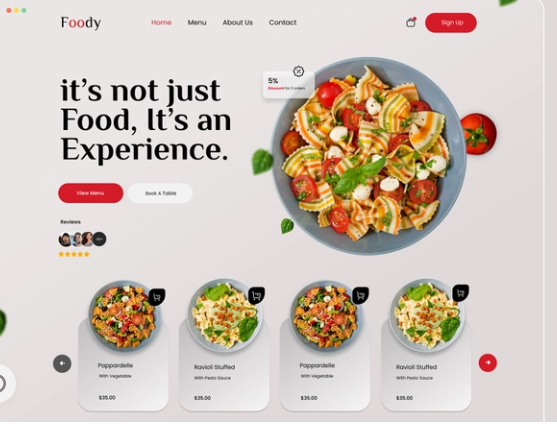 Foody
Home Menu About Us Contact
Sign Up
5%
Discount for 2 orders
it's not just
Food, It's an
Experience.
View Menu
Book A Table
Reviews
Pappardelle
With Vegetable
$35.00
Ravioli Stuffed
With Pesto Sauce
$35.00
Pappardelle
With Vegetable
$35.00
Ravioli Stuffed
With Pesto Sauce
$35.00